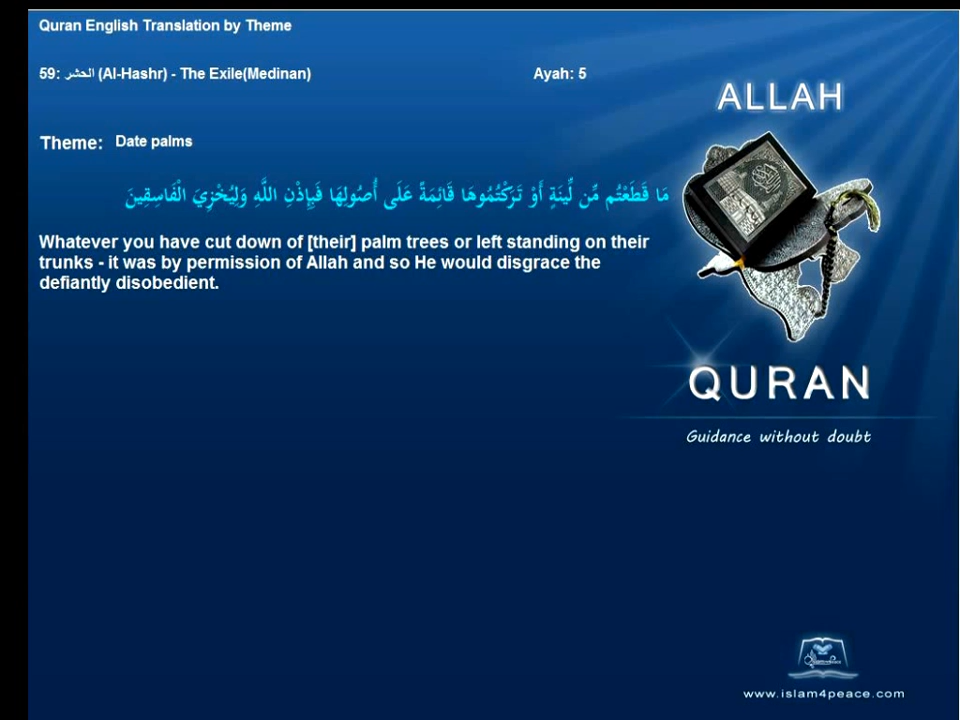 Quran English Translation by Theme
59: الحشر (Al-Hashr) - The Exile(Medinan) Ayah: 5
ALLAH
Theme: Date palms
مَا قَطَعْتُم مِّن لِّينَةٍ أَوْ تَرَكْتُمُوهَا قَائِمَةً عَلَى أُصُولِهَا فَبِإِذْنِ اللَّهِ وَلِيُخْزِيَ الْفَاسِقِينَ
Whatever you have cut down of [their] palm trees or left standing on their
trunks - it was by permission of Allah and so He would disgrace the
defiantly disobedient.
QURAN
Guidance without doubt
www.islam4peace.com